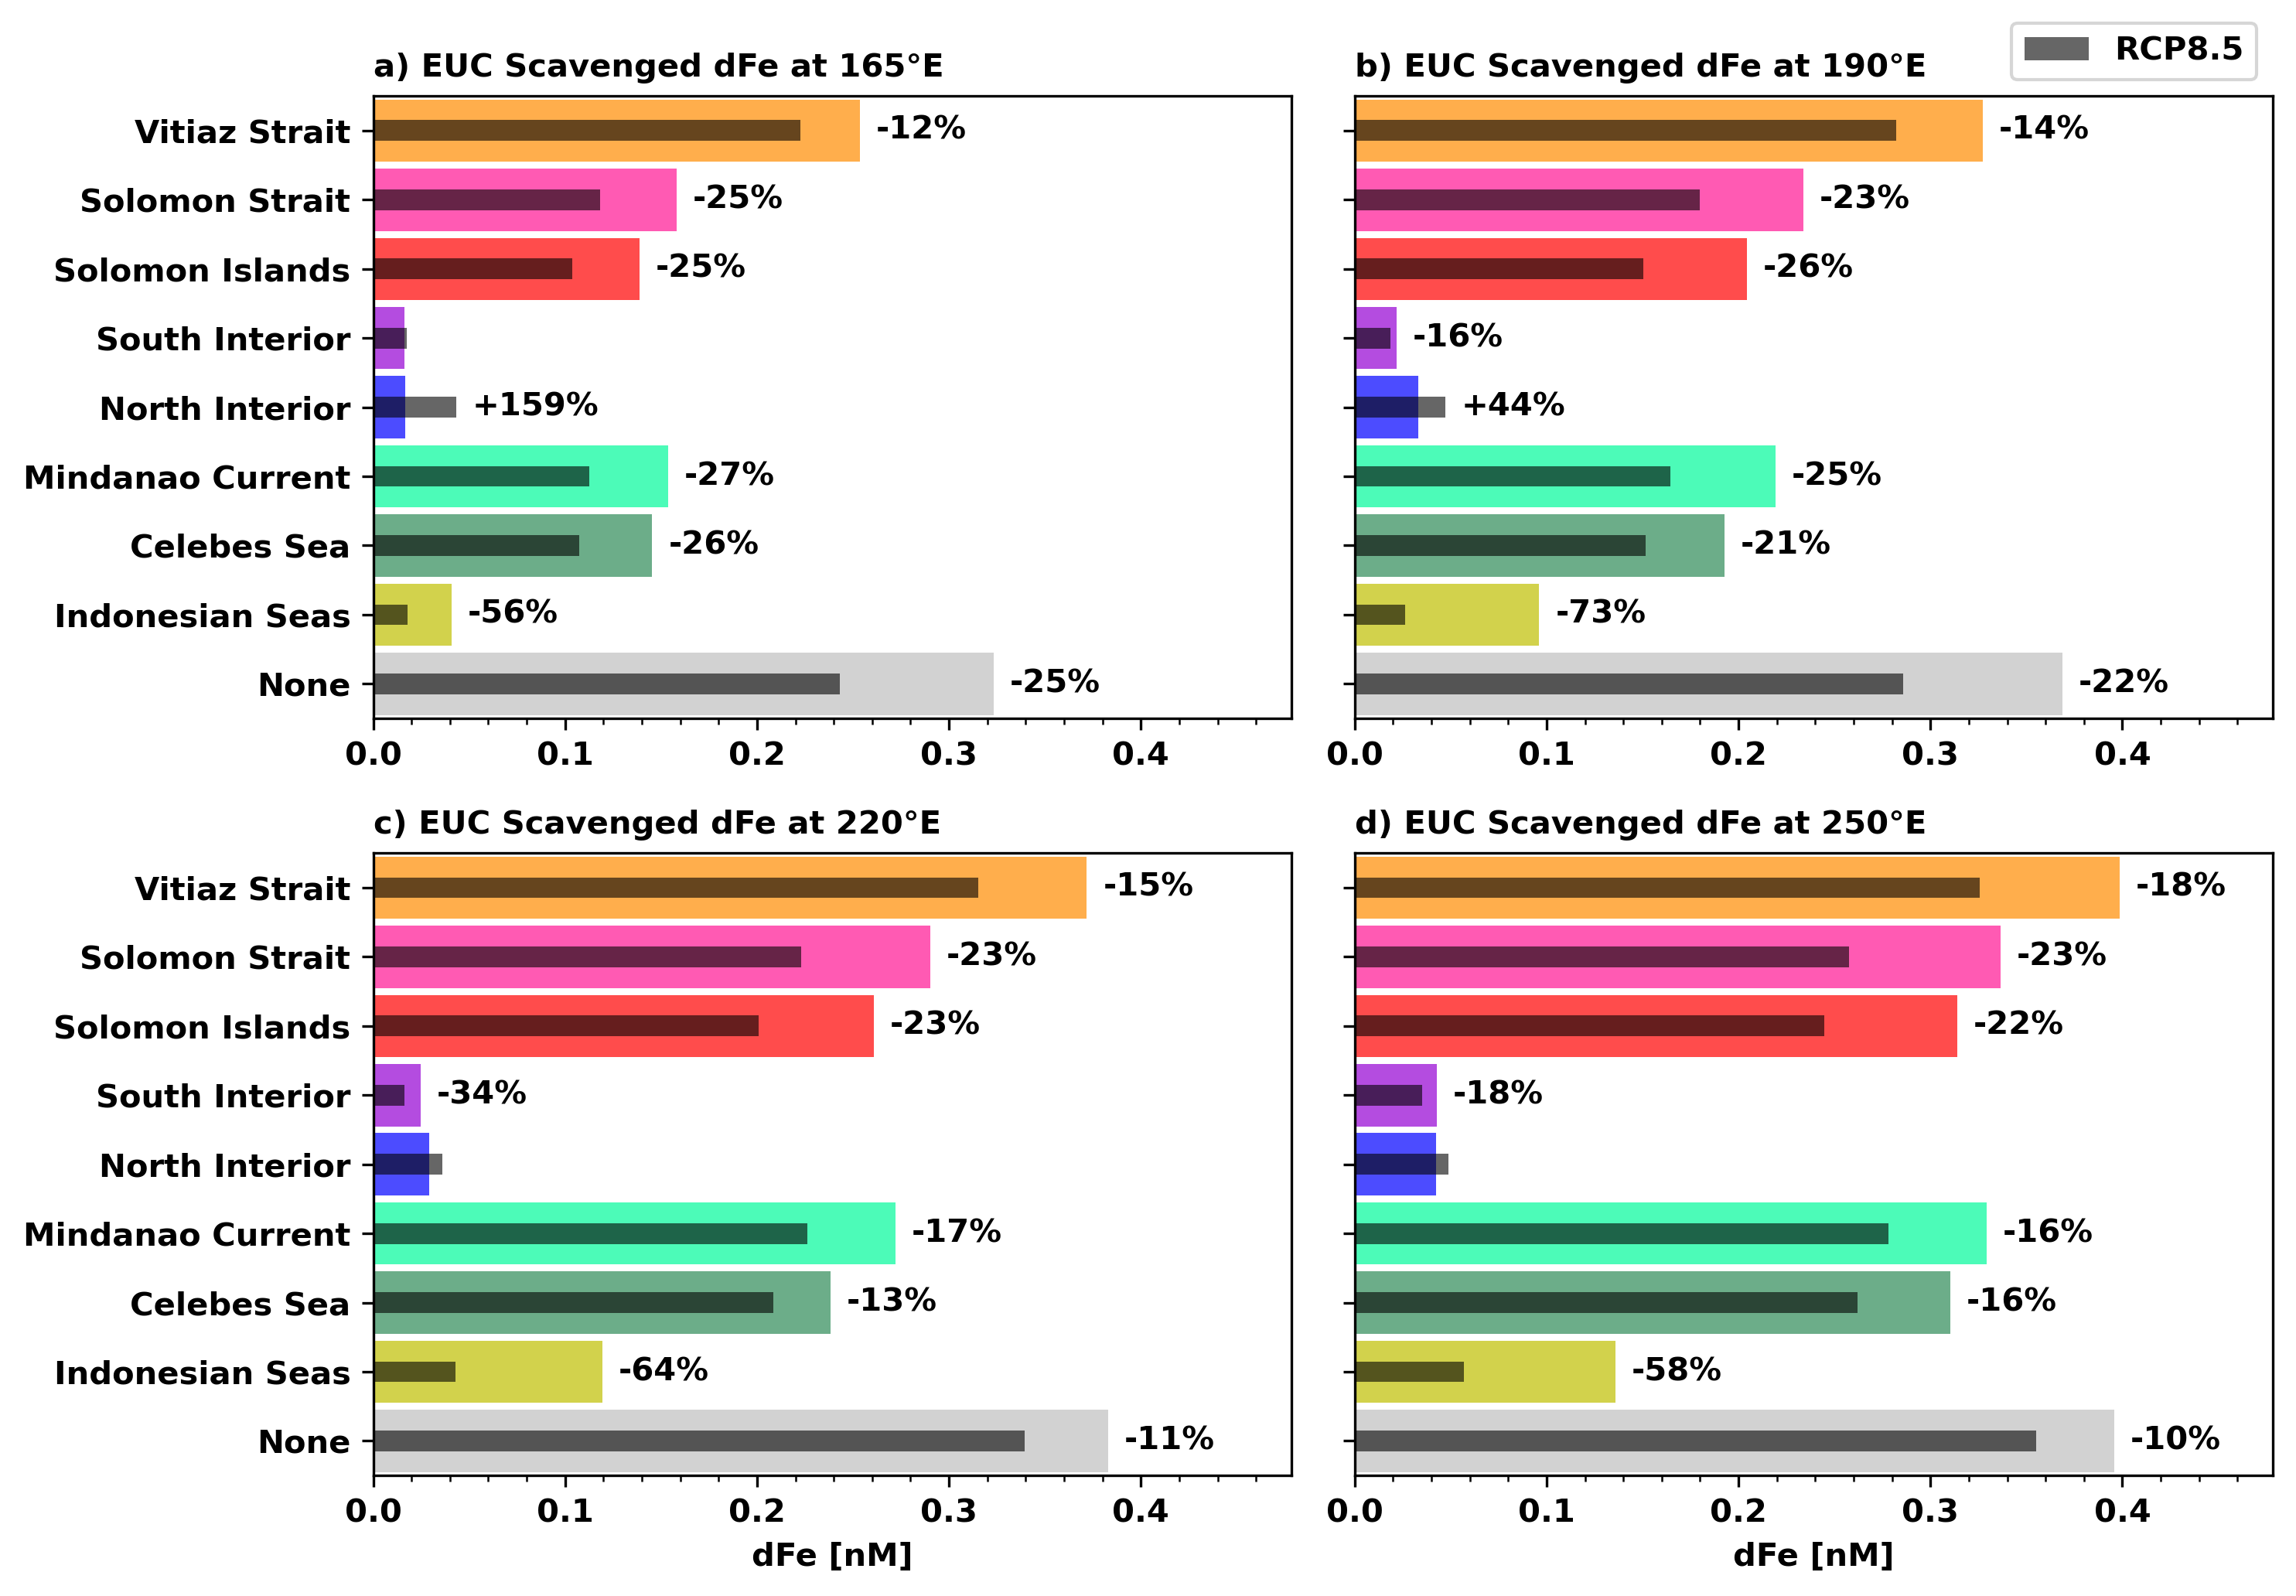 RCP8.5
a) EUC Scavenged dFe at 165°E
b) EUC Scavenged dFe at 190°E
Vitiaz Strait -12% -14%
Solomon Strait -25% -23%
Solomon Islands -25% -26%
South Interior -16%
North Interior +159% +44%
Mindanao Current -27% -25%
Celebes Sea -26% -21%
Indonesian Seas -56% -73%
None -25% -22%
0.0 0.1 0.2 0.3 0.4 0.0 0.1 0.2 0.3 0.4
c) EUC Scavenged dFe at 220°E
d) EUC Scavenged dFe at 250°E
Vitiaz Strait -15% -18%
Solomon Strait -23% -23%
Solomon Islands -23% -22%
South Interior -34% -18%
North Interior
Mindanao Current -17% -16%
Celebes Sea -13% -16%
Indonesian Seas -64% -58%
None -11% -10%
0.0 0.1 0.2 0.3 0.4 0.0 0.1 0.2 0.3 0.4
dFe [nM] dFe [nM]